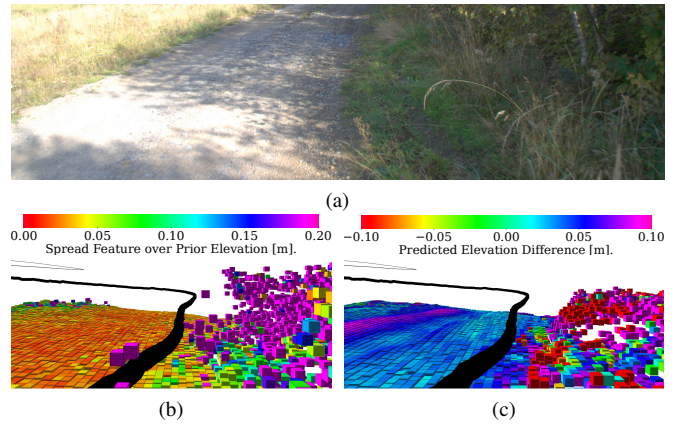 (a)
0.00 0.05 0.10 0.15 0.20
Spread Feature over Prior Elevation [m].
−0.10 −0.05 0.00 0.05 0.10
Predicted Elevation Difference [m].
(b)
(c)